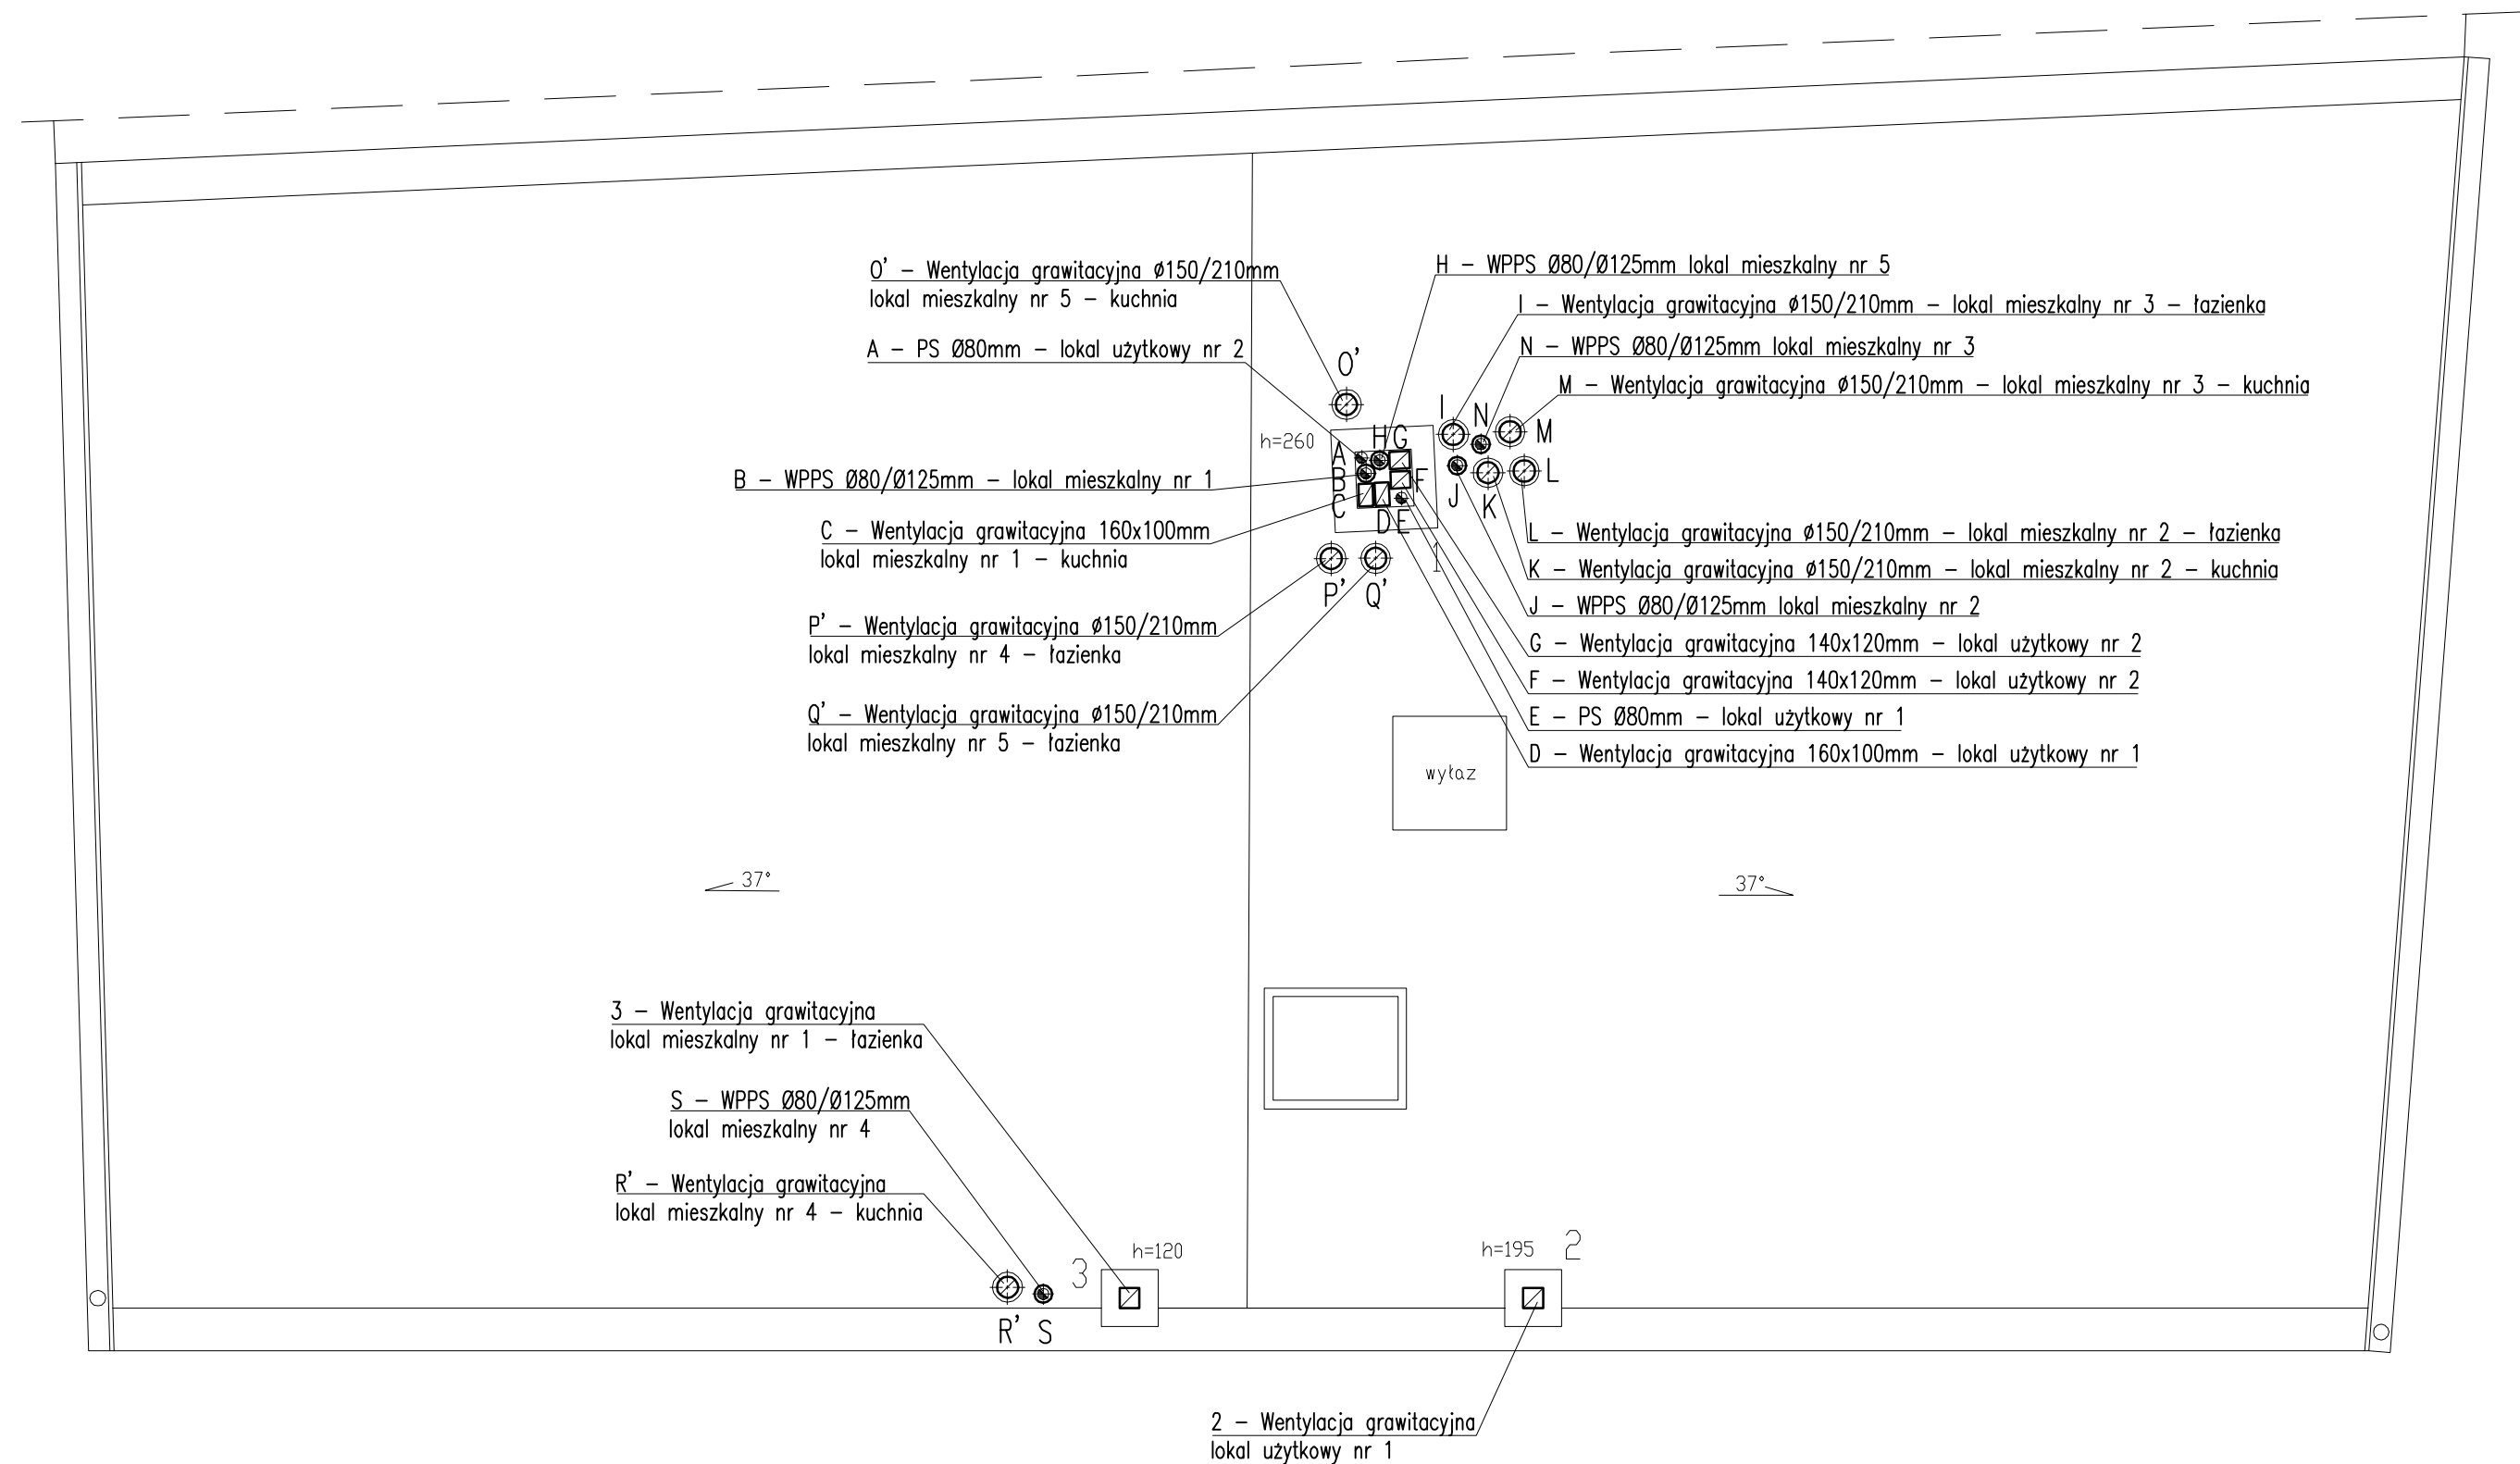 O' – Wentylacja grawitacyjna ø150/210mm
lokal mieszkalny nr 5 – kuchnia
A – PS Ø80mm – lokal użytkowy nr 2
B – WPPS Ø80/Ø125mm – lokal mieszkalny nr 1
C – Wentylacja grawitacyjna 160x100mm
lokal mieszkalny nr 1 – kuchnia
P' – Wentylacja grawitacyjna ø150/210mm
lokal mieszkalny nr 4 – łazienka
Q' – Wentylacja grawitacyjna ø150/210mm
lokal mieszkalny nr 5 – łazienka
H – WPPS Ø80/Ø125mm lokal mieszkalny nr 5
I – Wentylacja grawitacyjna ø150/210mm – lokal mieszkalny nr 3 – łazienka
N – WPPS Ø80/Ø125mm lokal mieszkalny nr 3
M – Wentylacja grawitacyjna ø150/210mm – lokal mieszkalny nr 3 – kuchnia
O'
I
N
M
h=260
A
H
G
B
F
C
D
E
J
K
L
1
P'
Q'
L – Wentylacja grawitacyjna ø150/210mm – lokal mieszkalny nr 2 – łazienka
K – Wentylacja grawitacyjna ø150/210mm – lokal mieszkalny nr 2 – kuchnia
J – WPPS Ø80/Ø125mm lokal mieszkalny nr 2
G – Wentylacja grawitacyjna 140x120mm – lokal użytkowy nr 2
F – Wentylacja grawitacyjna 140x120mm – lokal użytkowy nr 2
E – PS Ø80mm – lokal użytkowy nr 1
D – Wentylacja grawitacyjna 160x100mm – lokal użytkowy nr 1
wyłaz
37°
37°
3 – Wentylacja grawitacyjna
lokal mieszkalny nr 1 – łazienka
S – WPPS Ø80/Ø125mm
lokal mieszkalny nr 4
R' – Wentylacja grawitacyjna
lokal mieszkalny nr 4 – kuchnia
3
h=120
h=195
2
R'
S
2 – Wentylacja grawitacyjna
lokal użytkowy nr 1